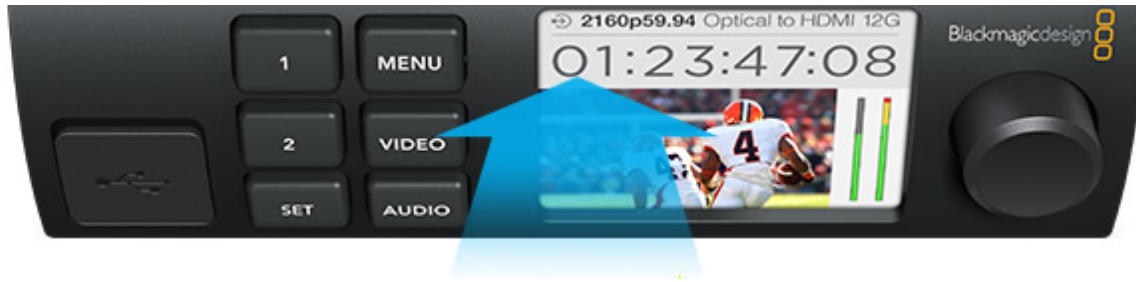 1
MENU
2
VIDEO
SET
AUDIO
2160p59.94 Optical to HDMI 12G
01:23:47:08
4
Blackmagicdesign